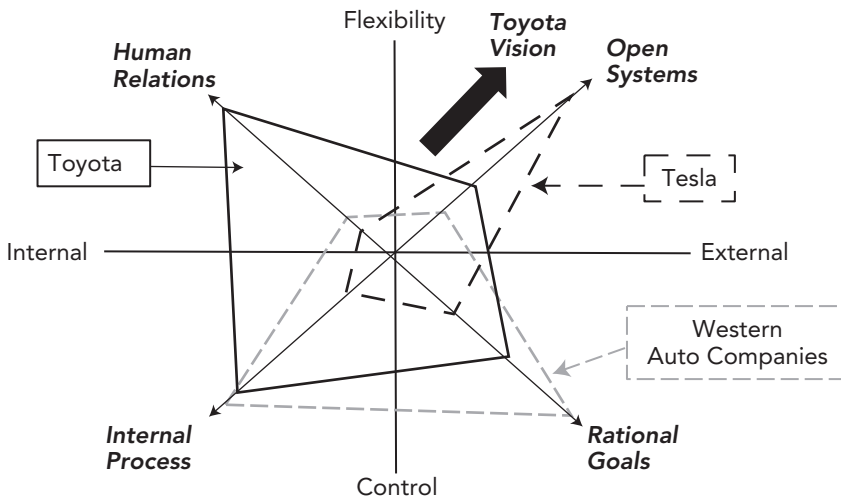 Flexibility
Toyota
Vision
Open
Systems
Human
Relations
Toyota
Tesla
Internal
External
Western
Auto Companies
Internal
Process
Rational
Goals
Control